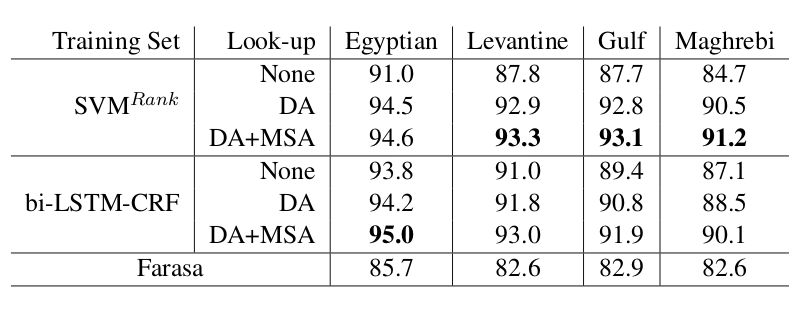 Training Set Look-up Egyptian Levantine Gulf Maghrebi
None 91.0 87.8 87.7 84.7
SVM^Rank DA 94.5 92.9 92.8 90.5
DA+MSA 94.6 93.3 93.1 91.2
None 93.8 91.0 89.4 87.1
bi-LSTM-CRF DA 94.2 91.8 90.8 88.5
DA+MSA 95.0 93.0 91.9 90.1
Farasa 85.7 82.6 82.9 82.6